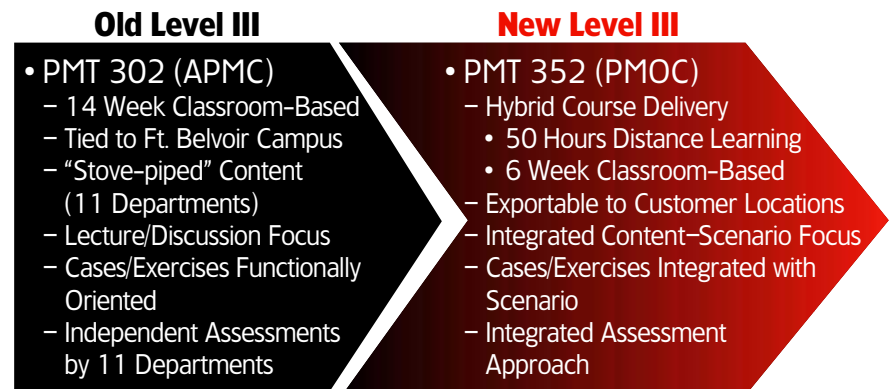 Old Level III
• PMT 302 (APMC)
– 14 Week Classroom-Based
– Tied to Ft. Belvoir Campus
– “Stove-piped” Content
(11 Departments)
– Lecture/Discussion Focus
– Cases/Exercises Functionally
Oriented
– Independent Assessments
by 11 Departments
New Level III
• PMT 352 (PMOC)
– Hybrid Course Delivery
• 50 Hours Distance Learning
• 6 Week Classroom-Based
– Exportable to Customer Locations
– Integrated Content–Scenario Focus
– Cases/Exercises Integrated with
Scenario
– Integrated Assessment
Approach